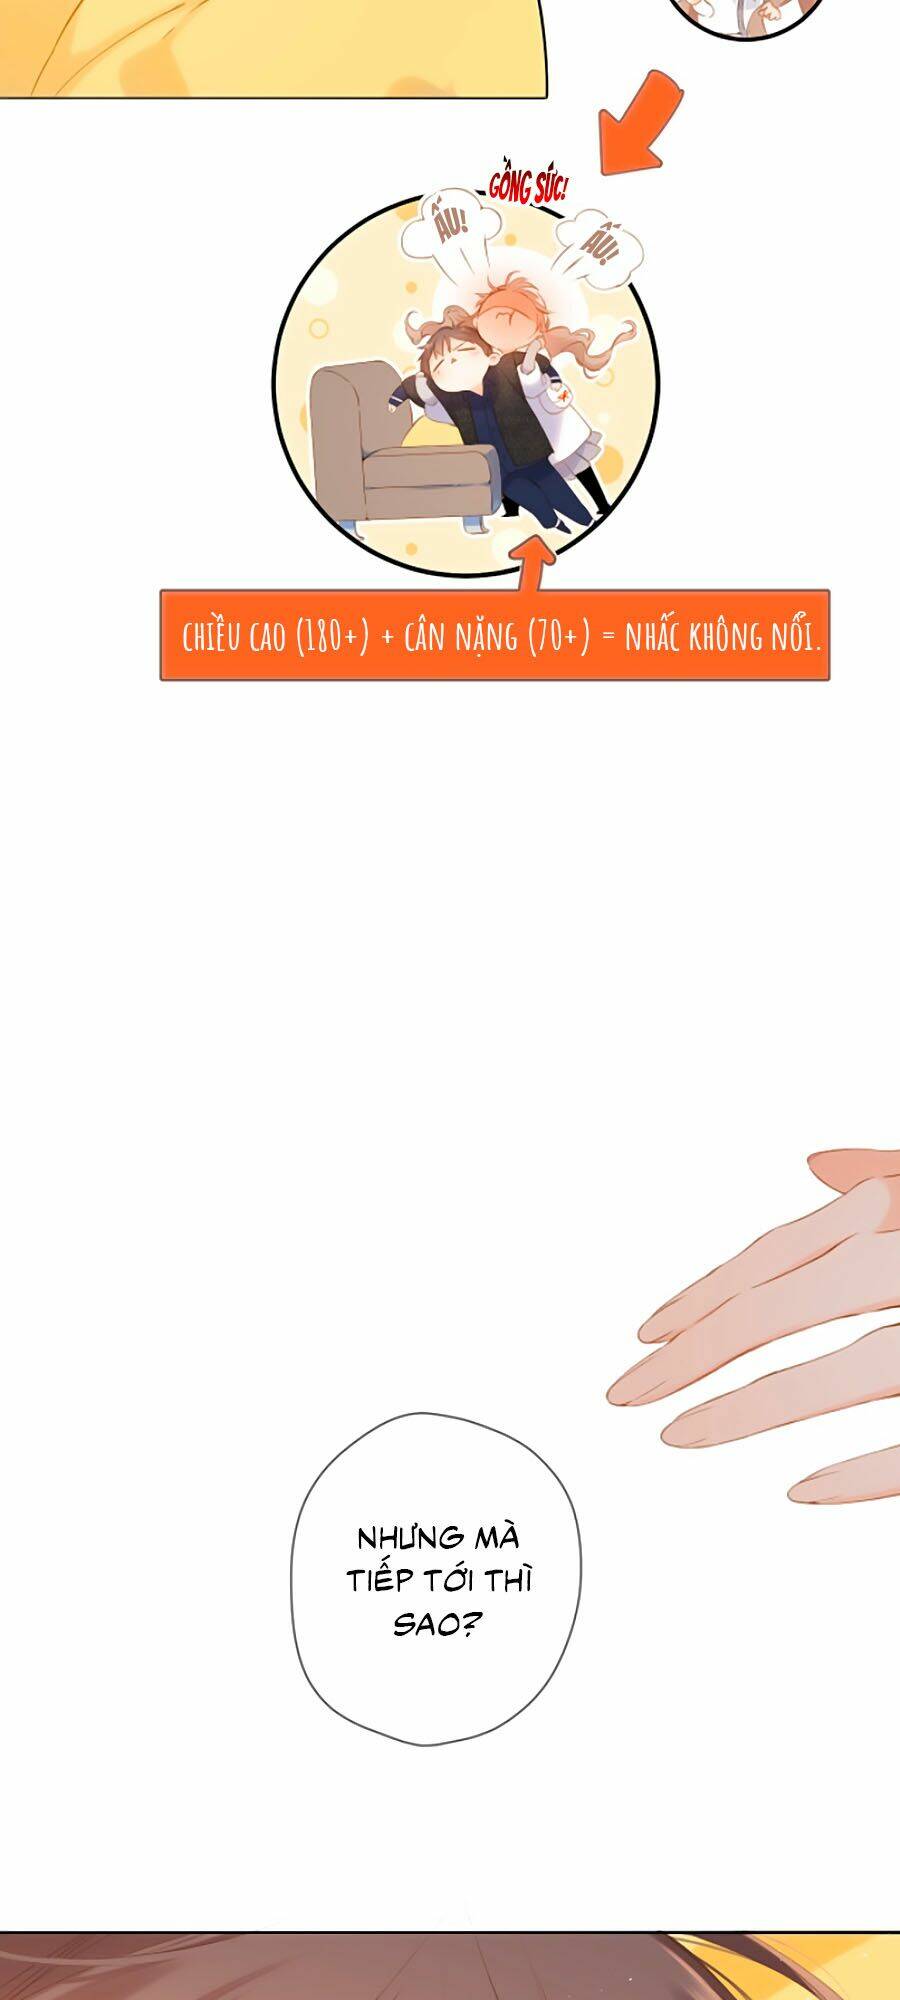 GỒNG SỨC!
ẤU!
ẤU!
CHIỀU CAO (180+) + CÂN NẶNG (70+) = NHẤC KHÔNG NỔI.
NHƯNG MÀ
TIẾP TỚI THÌ
SAO?